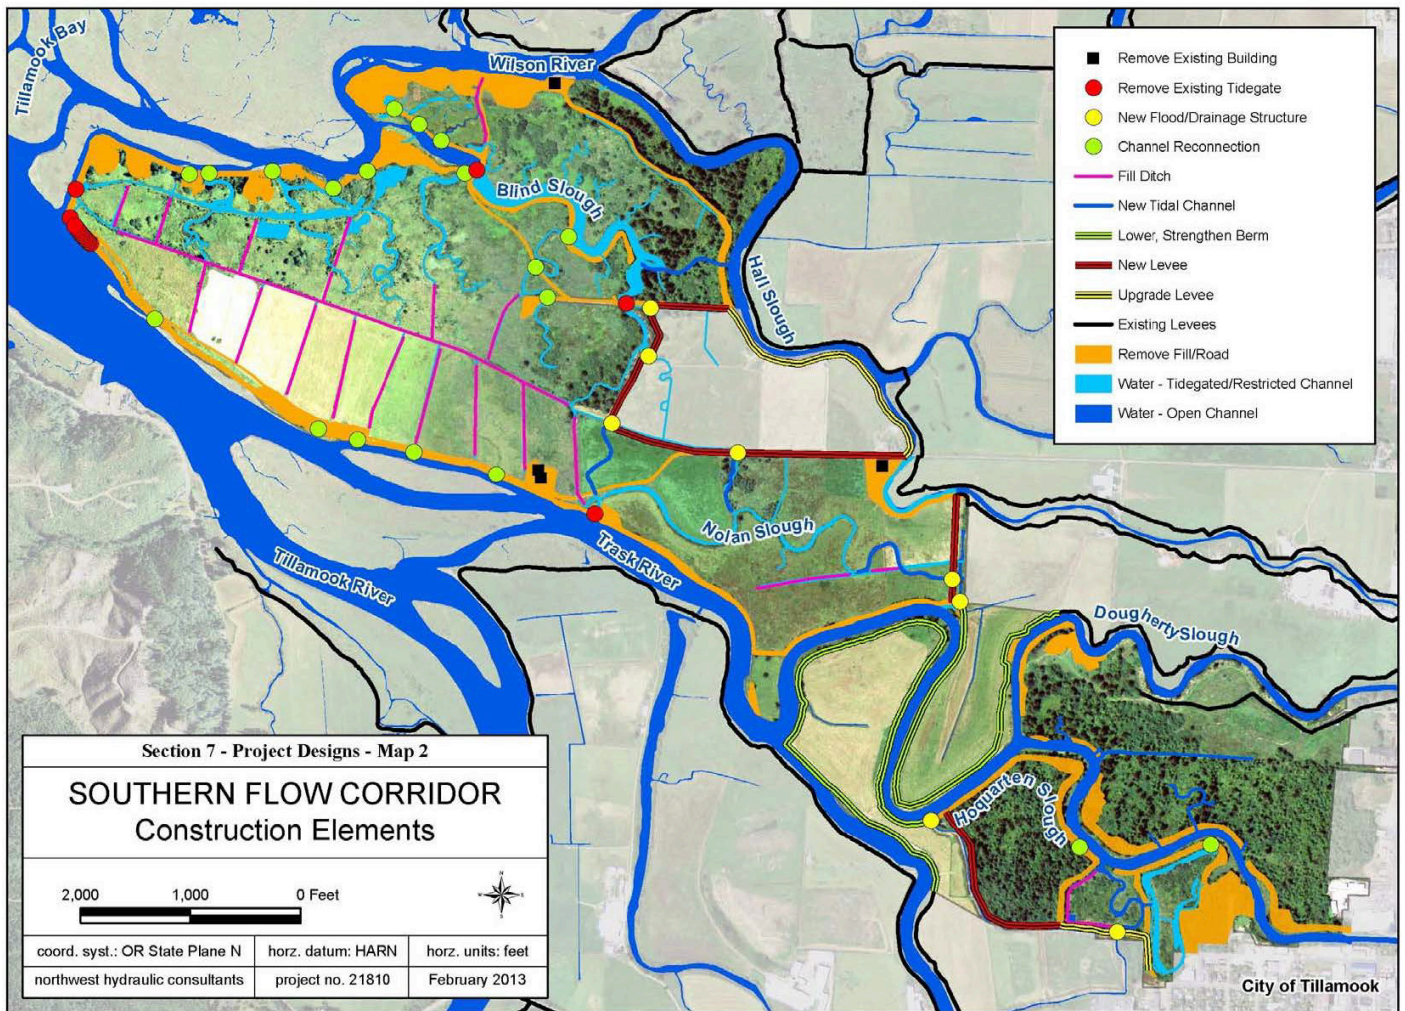 Tillamook Bay
Wilson River
Blind Slough
Hall Slough
Nolan Slough
Trask River
Tillamook River
DoughertySlough
Hoquarten Slough
City of Tillamook
Remove Existing Building
Remove Existing Tidegate
New Flood/Drainage Structure
Channel Reconnection
Fill Ditch
New Tidal Channel
Lower, Strengthen Berm
New Levee
Upgrade Levee
Existing Levees
Remove Fill/Road
Water - Tidegated/Restricted Channel
Water - Open Channel
Section 7 - Project Designs - Map 2
SOUTHERN FLOW CORRIDOR
Construction Elements
2,000 1,000 0 Feet
N
W E
S
coord. syst.: OR State Plane N horz. datum: HARN horz. units: feet
northwest hydraulic consultants project no. 21810 February 2013